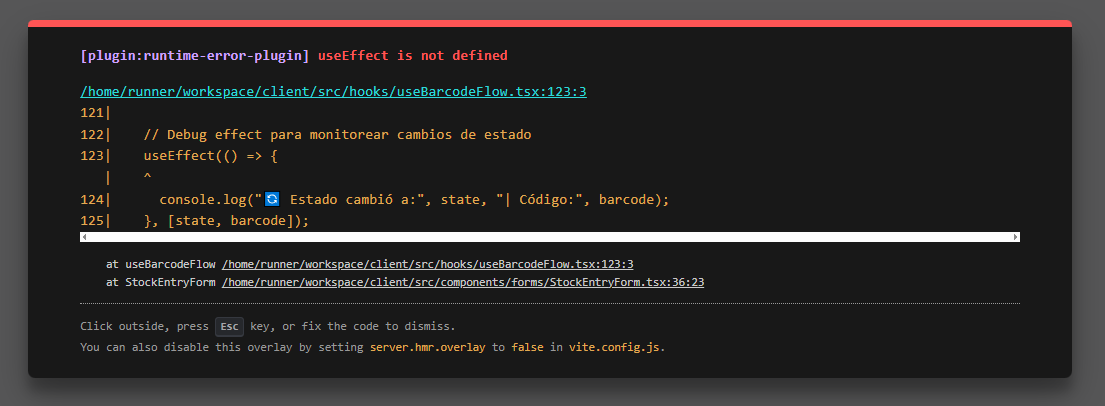 [plugin:runtime-error-plugin] useEffect is not defined
/home/runner/workspace/client/src/hooks/useBarcodeFlow.tsx:123:3
121|
122|    // Debug effect para monitorear cambios de estado
123|    useEffect(() => {
   |    ^
124|      console.log("🔄 Estado cambió a:", state, "| Código:", barcode);
125|    }, [state, barcode]);
at useBarcodeFlow /home/runner/workspace/client/src/hooks/useBarcodeFlow.tsx:123:3
at StockEntryForm /home/runner/workspace/client/src/components/forms/StockEntryForm.tsx:36:23
Click outside, press Esc key, or fix the code to dismiss.
You can also disable this overlay by setting server.hmr.overlay to false in vite.config.js.